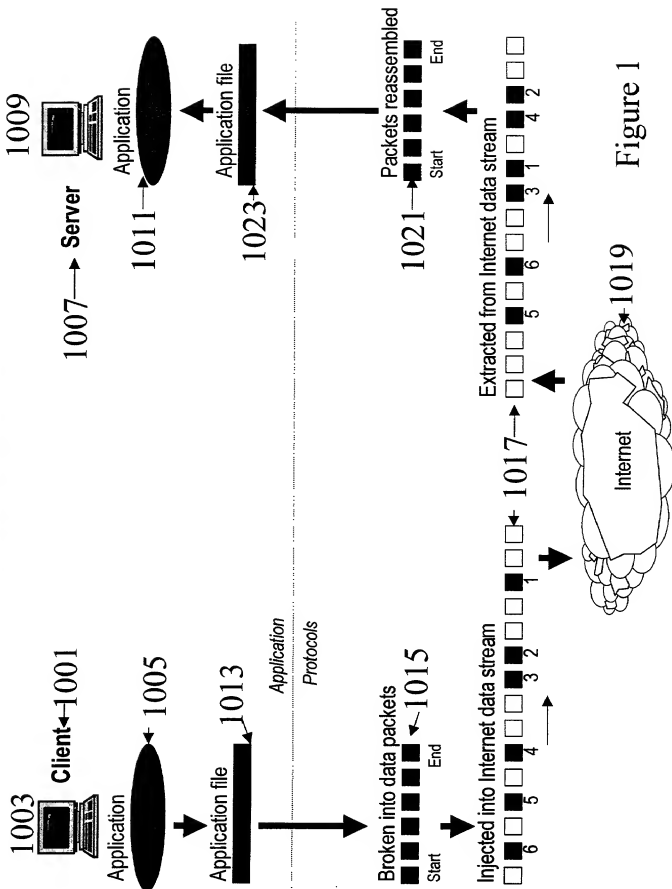 1003
Client
1001
Application
1005
Application file
1013
Application
Protocols
Broken into data packets
Start
End
1015
Injected into Internet data stream
6
5
4
3
2
1
1017
Internet
1019
1009
1007
Server
Application
1011
Application file
1023
Packets reassembled
Start
End
1021
Extracted from Internet data stream
5
6
3
1
4
2
Figure 1